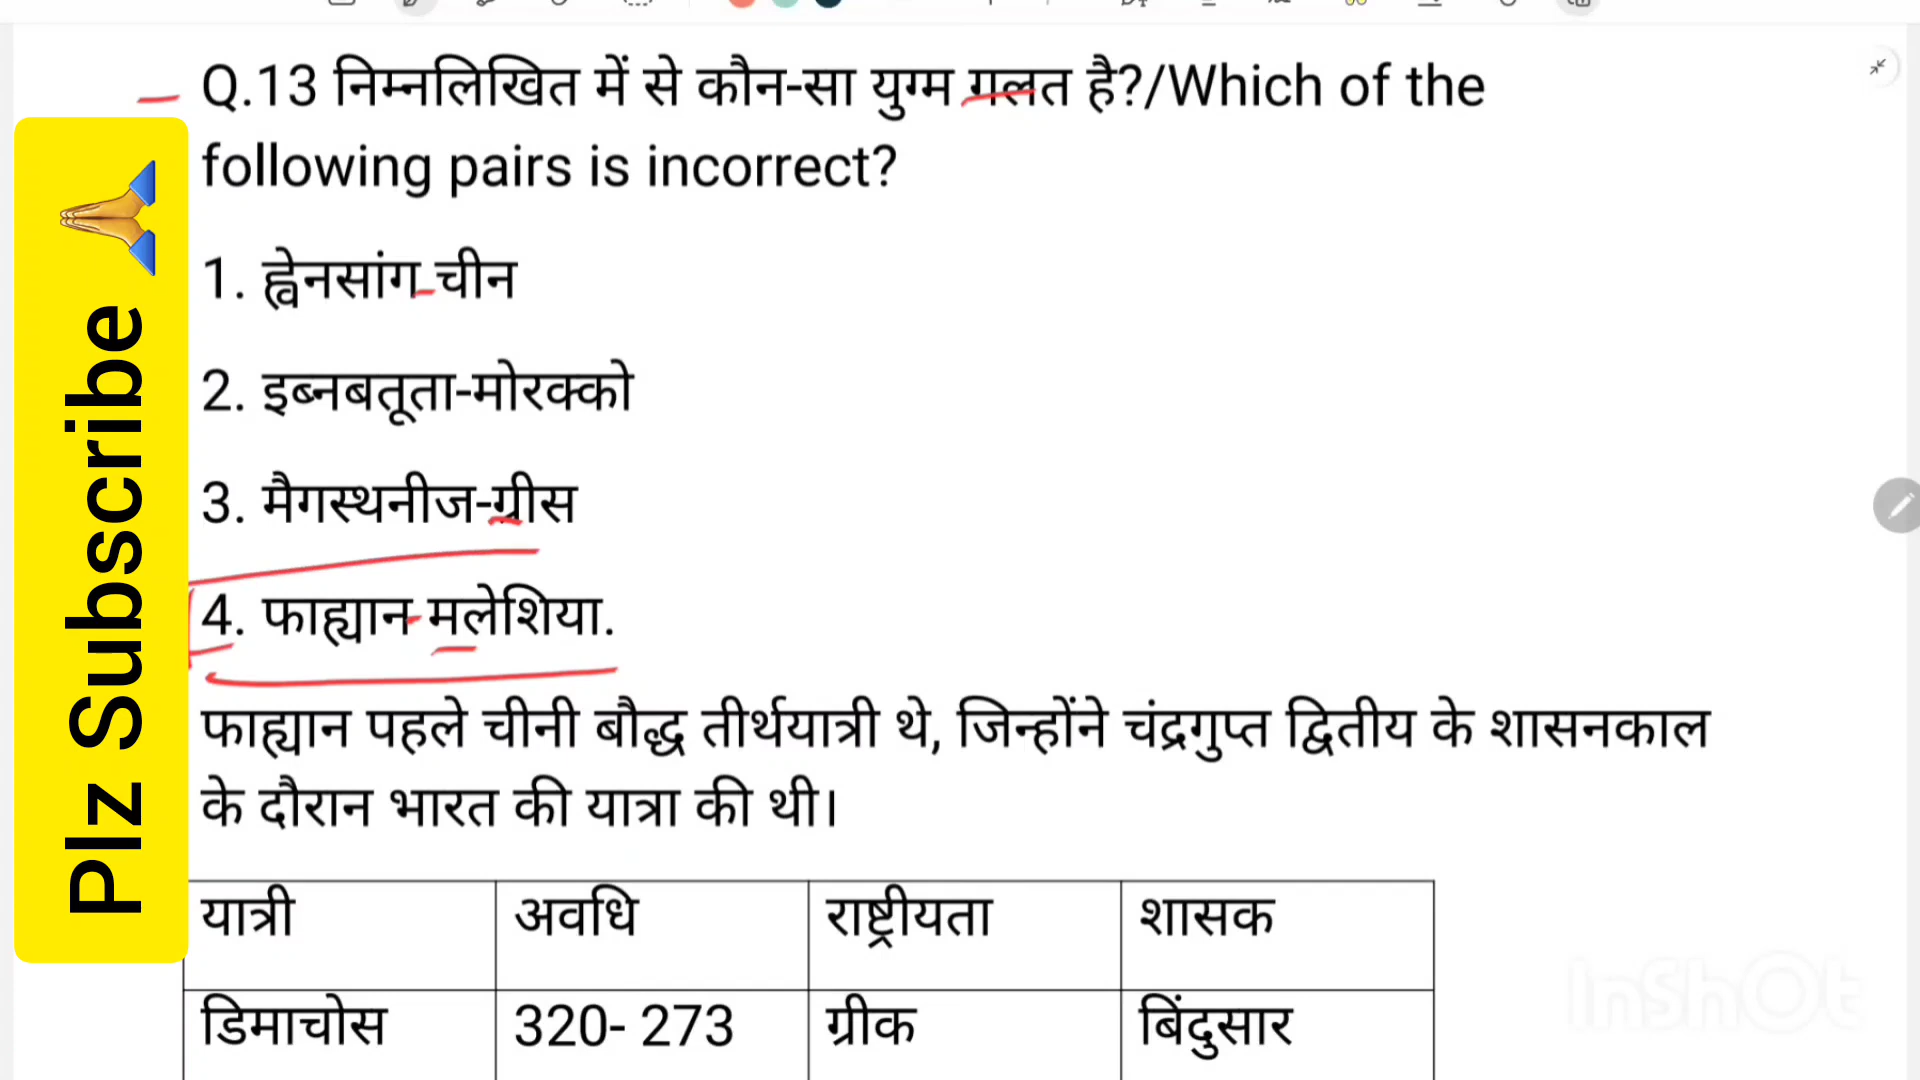 Q.13 निम्नलिखित में से कौन-सा युग्म गलत है?/Which of the
following pairs is incorrect?
1. ह्वेनसांग-चीन
2. इब्नबतूता-मोरक्को
3. मैगस्थनीज-ग्रीस
4. फाह्यान-मलेशिया.
फाह्यान पहले चीनी बौद्ध तीर्थयात्री थे, जिन्होंने चंद्रगुप्त द्वितीय के शासनकाल
के दौरान भारत की यात्रा की थी।
यात्री अवधि राष्ट्रीयता शासक
डिमाचोस 320- 273 ग्रीक बिंदुसार
Plz Subscribe 🙏
InShOt